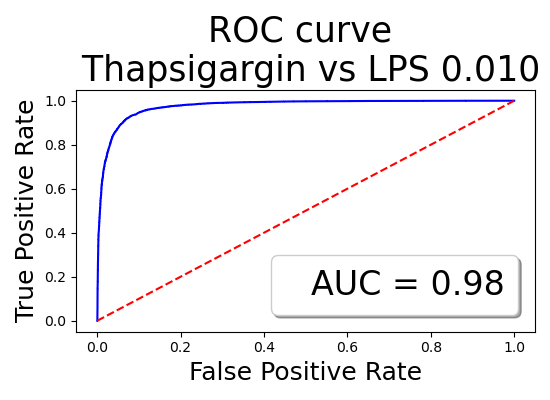 ROC curve
Thapsigargin vs LPS 0.010
True Positive Rate
1.0
0.8
0.6
0.4
0.2
0.0
AUC = 0.98
0.0 0.2 0.4 0.6 0.8 1.0
False Positive Rate